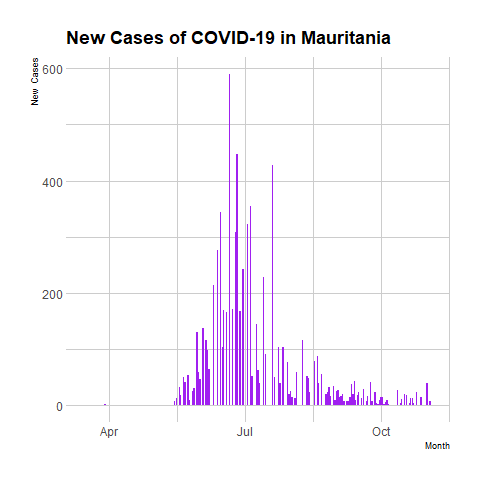 New Cases of COVID-19 in Mauritania
New Cases
600
400
200
0
Apr
Jul
Oct
Month